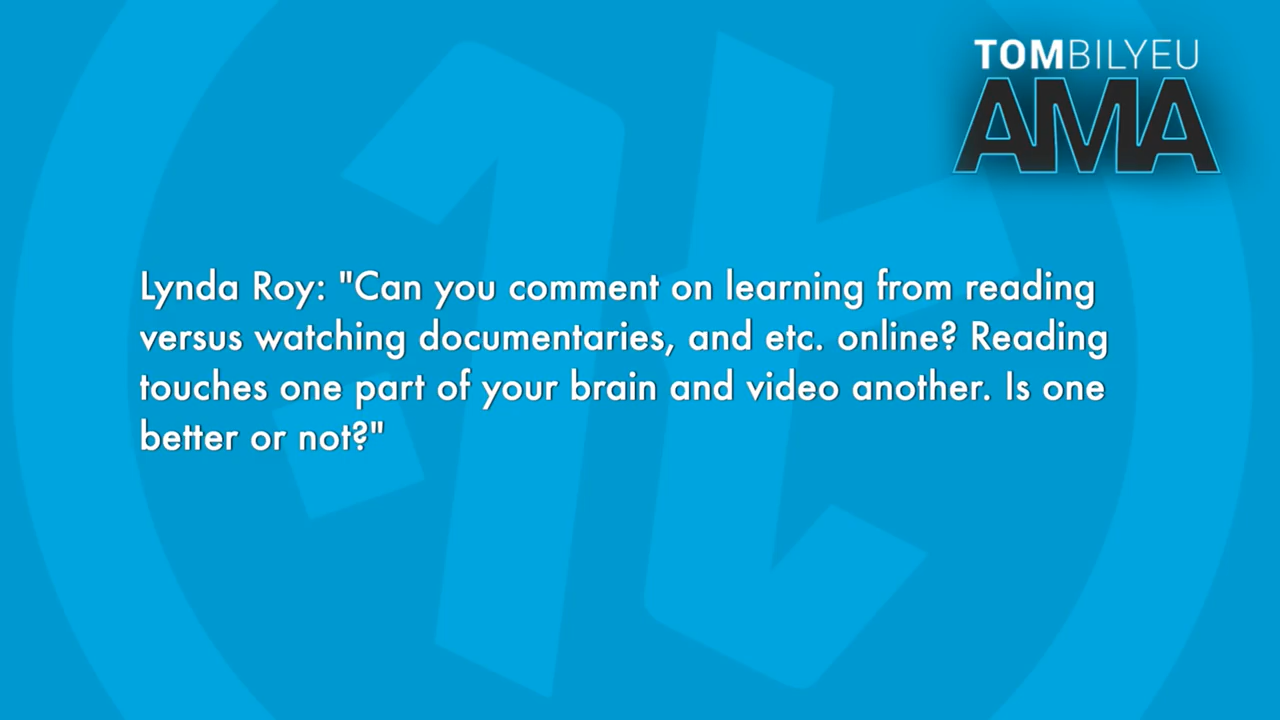 TOMBILYEU
AMA
Lynda Roy: "Can you comment on learning from reading
versus watching documentaries, and etc. online? Reading
touches one part of your brain and video another. Is one
better or not?"